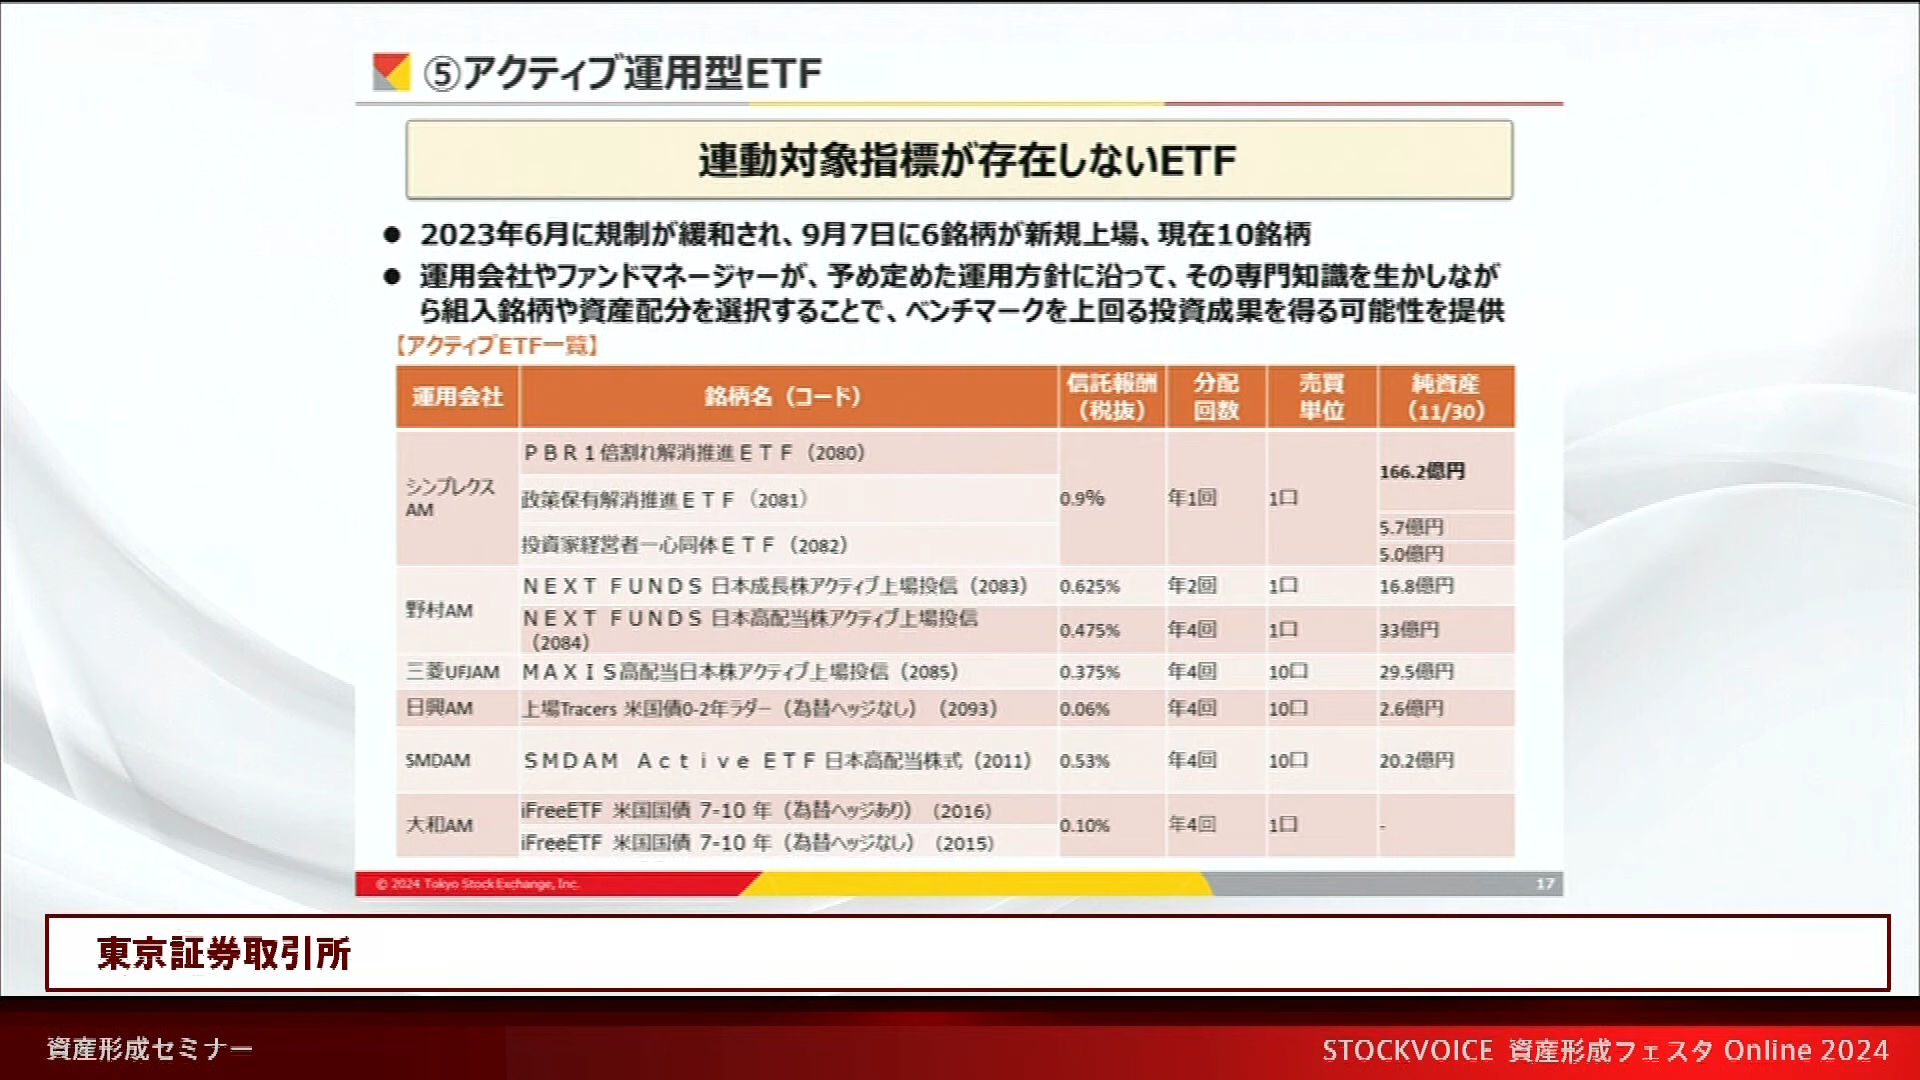 ⑤アクティブ運用型ETF
連動対象指標が存在しないETF
● 2023年6月に規制が緩和され、9月7日に6銘柄が新規上場、現在10銘柄
● 運用会社やファンドマネージャーが、予め定めた運用方針に沿って、その専門知識を生かしなが
ら組入銘柄や資産配分を選択することで、ベンチマークを上回る投資成果を得る可能性を提供
【アクティブETF一覧】
運用会社 銘柄名（コード） 信託報酬（税抜） 分配回数 売買単位 純資産（11/30）
シンプレクスAM ＰＢＲ１倍割れ解消推進ＥＴＦ（2080） 0.9% 年1回 1口 166.2億円
政策保有解消推進ＥＴＦ（2081） 5.7億円
投資家経営者一心同体ＥＴＦ（2082） 5.0億円
野村AM ＮＥＸＴ ＦＵＮＤＳ 日本成長株アクティブ上場投信（2083） 0.625% 年2回 1口 16.8億円
ＮＥＸＴ ＦＵＮＤＳ 日本高配当株アクティブ上場投信
（2084） 0.475% 年4回 1口 33億円
三菱UFJAM ＭＡＸＩＳ高配当日本株アクティブ上場投信（2085） 0.375% 年4回 10口 29.5億円
日興AM 上場Tracers 米国債0-2年ラダー（為替ヘッジなし）（2093） 0.06% 年4回 10口 2.6億円
SMDAM ＳＭＤＡＭ Ａｃｔｉｖｅ ＥＴＦ 日本高配当株式（2011） 0.53% 年4回 10口 20.2億円
大和AM iFreeETF 米国国債 7-10 年（為替ヘッジあり）（2016） 0.10% 年4回 1口 -
iFreeETF 米国国債 7-10 年（為替ヘッジなし）（2015）
© 2024 Tokyo Stock Exchange, Inc. 17
東京証券取引所
資産形成セミナー
STOCKVOICE 資産形成フェスタ Online 2024